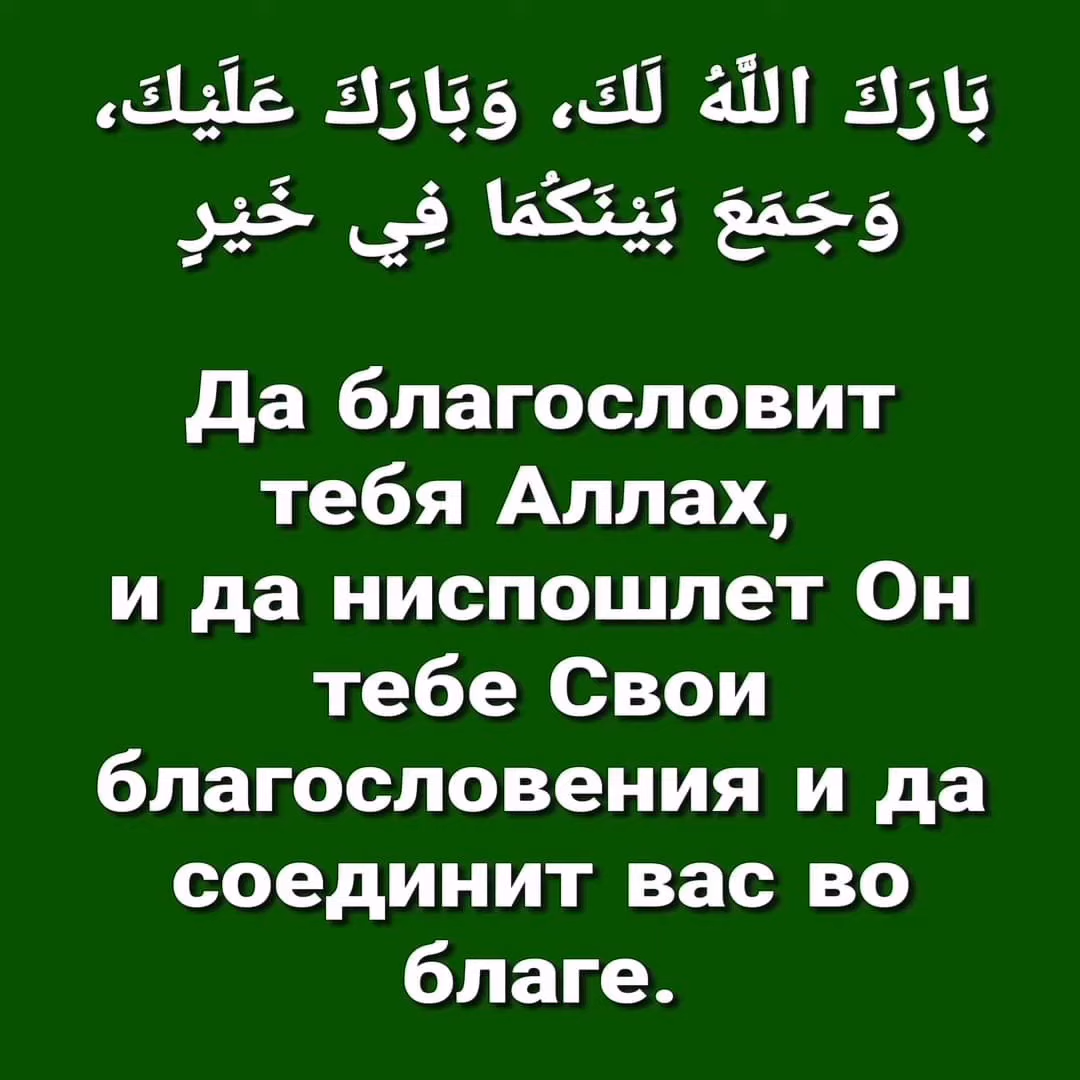 بَارَكَ اللَّهُ لَكَ، وَبَارَكَ عَلَيْكَ،
وَجَمَعَ بَيْنَكُمَا فِي خَيْرٍ
Да благословит
тебя Аллах,
и да ниспошлет Он
тебе Свои
благословения и да
соединит вас во
благе.